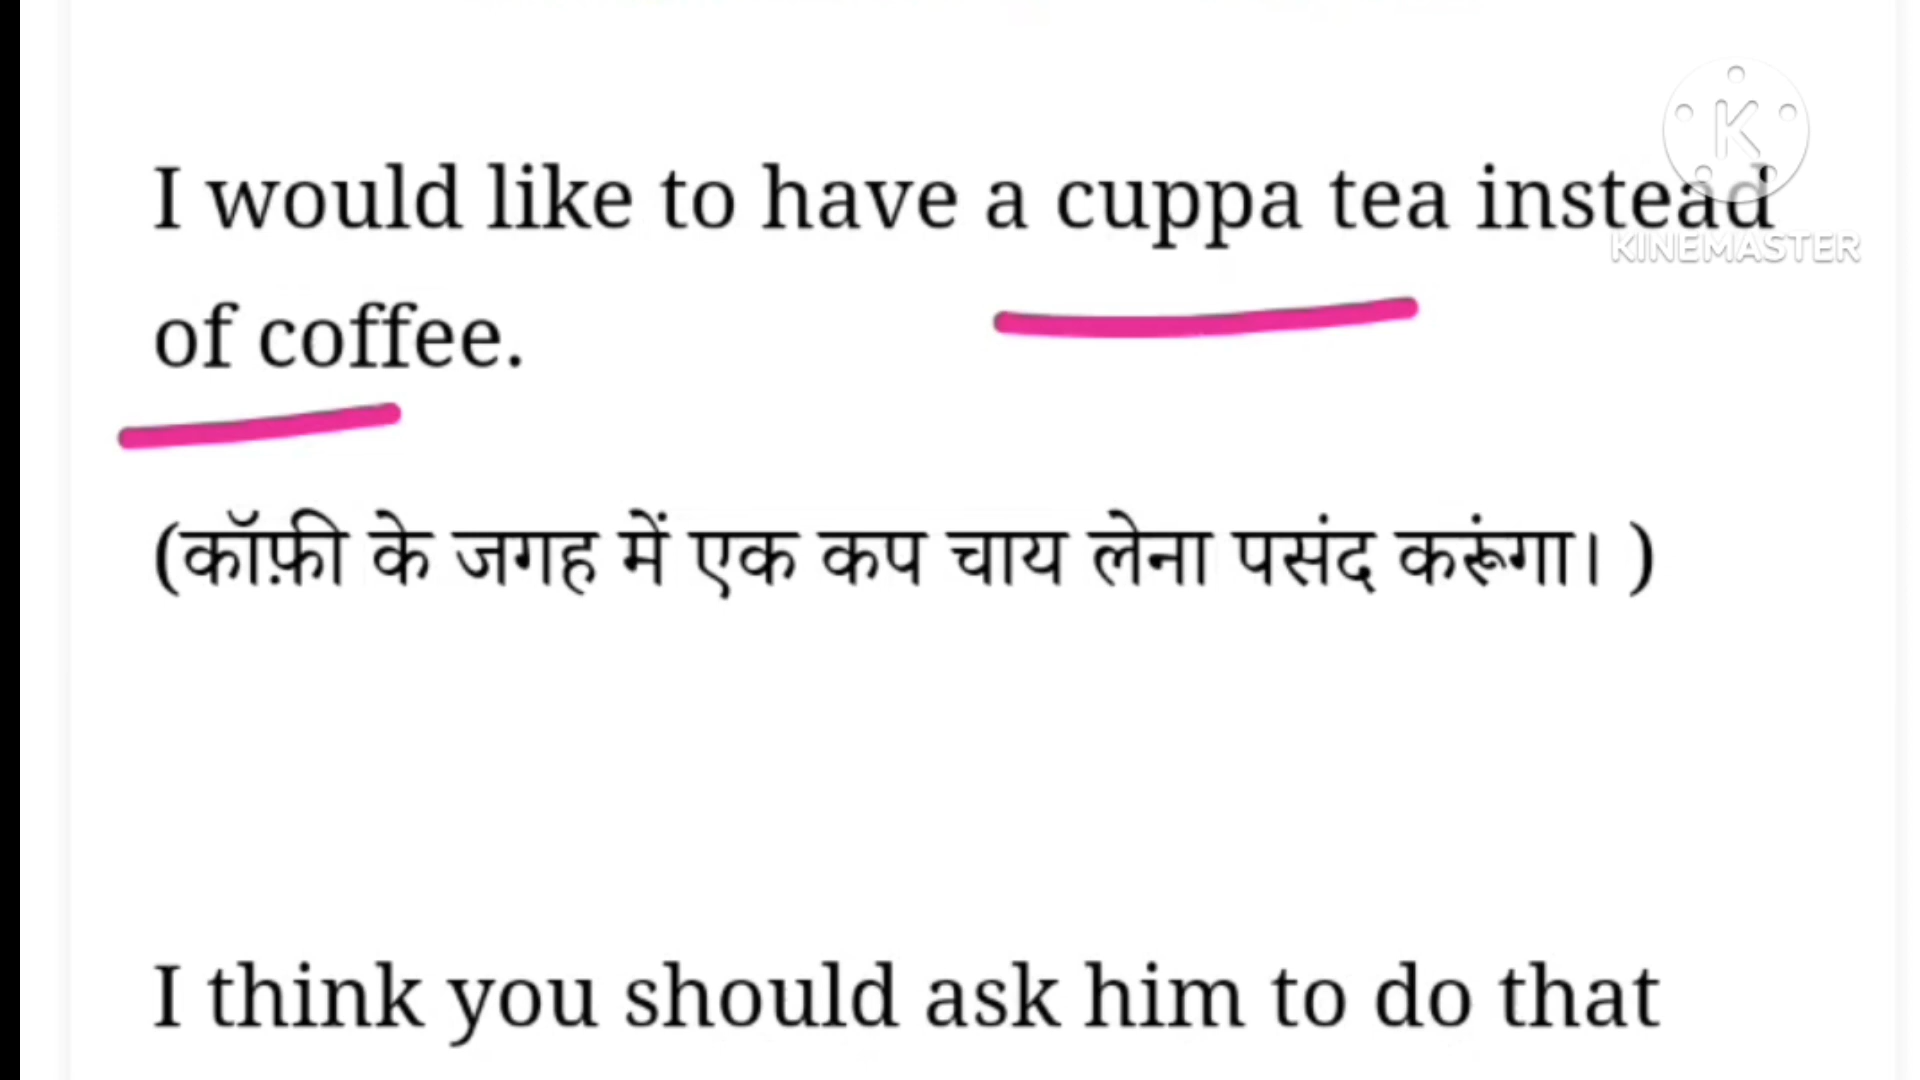 I would like to have a cuppa tea instead
of coffee.
(कॉफ़ी के जगह में एक कप चाय लेना पसंद करूंगा। )
I think you should ask him to do that
K
KINEMASTER